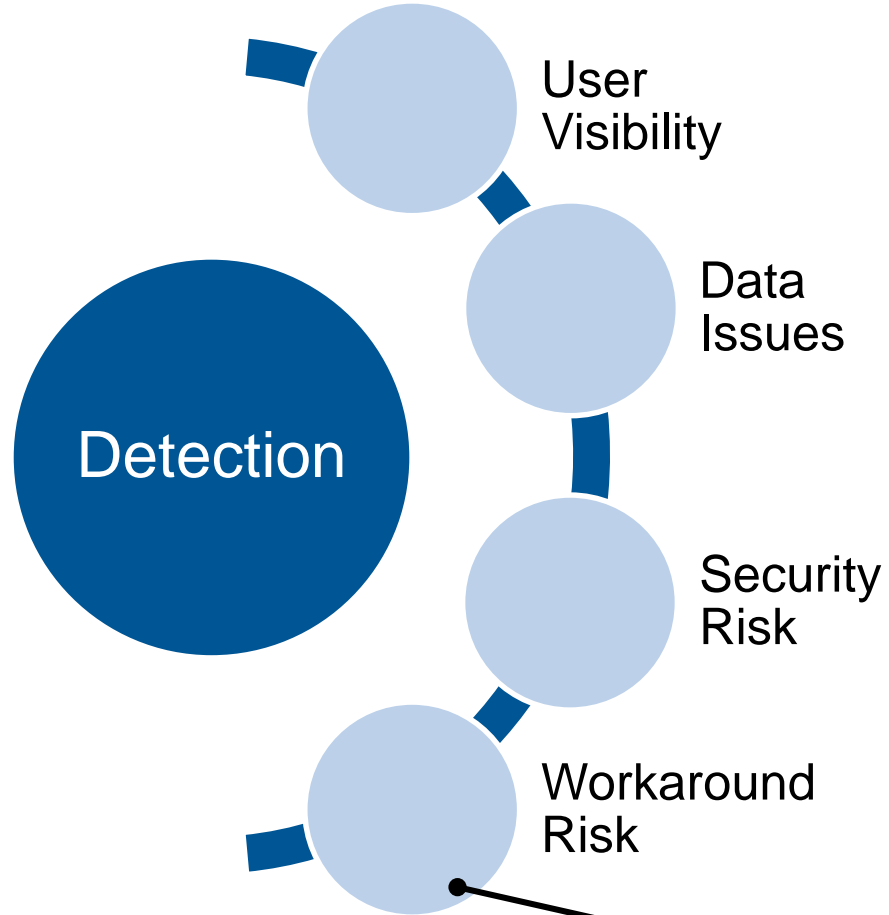 User
Visibility
Data
Issues
Detection
Security
Risk
Workaround
Risk